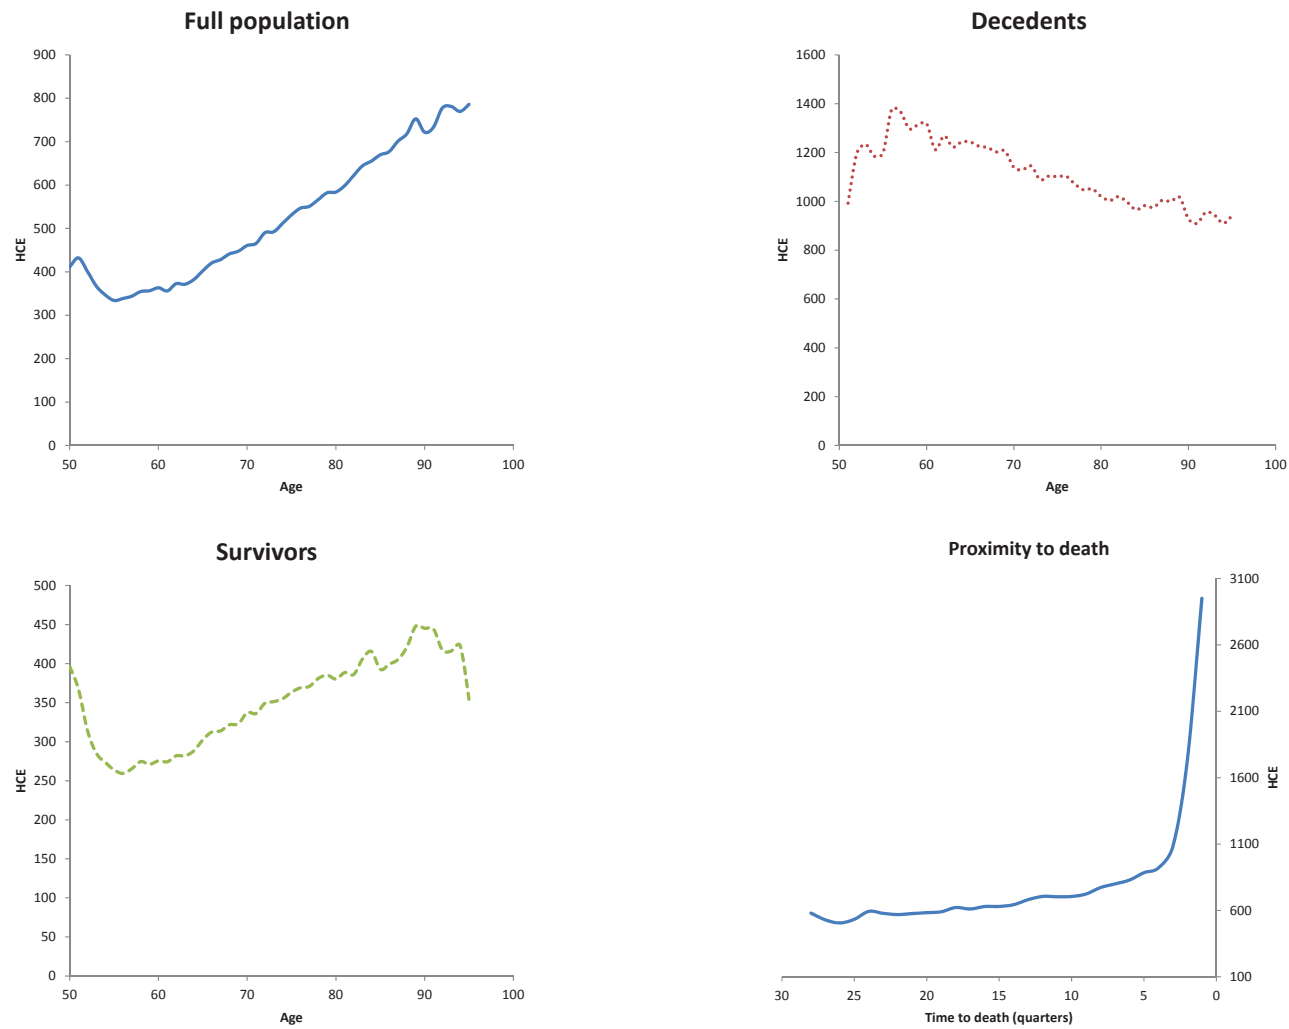 Full population
900
800
700
600
500
400
300
200
100
0
HCE
50 60 70 80 90 100
Age
Decedents
1600
1400
1200
1000
800
600
400
200
0
HCE
50 60 70 80 90 100
Age
Survivors
500
450
400
350
300
250
200
150
100
50
0
HCE
50 60 70 80 90 100
Age
Proximity to death
3100
2600
2100
1600
1100
600
100
HCE
30 25 20 15 10 5 0
Time to death (quarters)